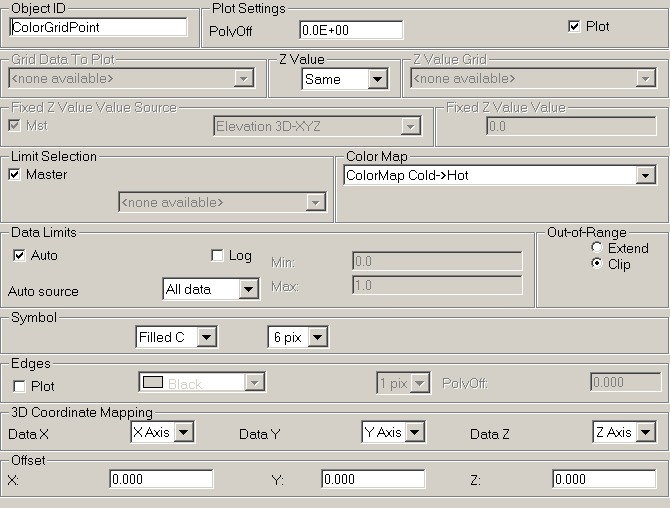 Object ID
ColorGridPoint
Plot Settings
PolyOff 0.0E+00 Plot
Grid Data To Plot
<none available>
Z Value
Same
Z Value Grid
<none available>
Fixed Z Value Value Source
Mst Elevation 3D-XYZ
Fixed Z Value Value
0.0
Limit Selection
Master
<none available>
Color Map
ColorMap Cold->Hot
Data Limits
Auto Log
Min: 0.0
Auto source All data
Max: 1.0
Out-of-Range
Extend
Clip
Symbol
Filled C 6 pix
Edges
Plot Black 1 pix PolyOff: 0.000
3D Coordinate Mapping
Data X X Axis Data Y Y Axis Data Z Z Axis
Offset
X: 0.000 Y: 0.000 Z: 0.000